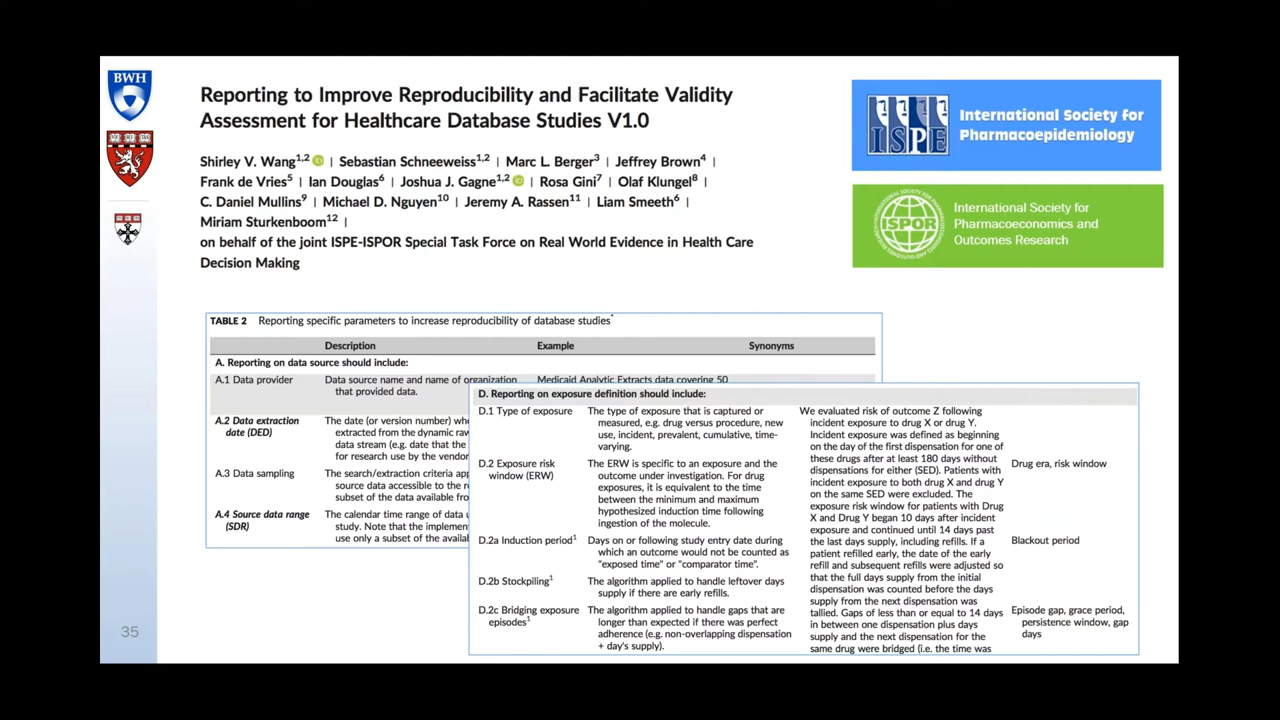 BWH
Reporting to Improve Reproducibility and Facilitate Validity
Assessment for Healthcare Database Studies V1.0
Shirley V. Wang1,2 iD | Sebastian Schneeweiss1,2 | Marc L. Berger3 | Jeffrey Brown4 |
Frank de Vries5 | Ian Douglas6 | Joshua J. Gagne1,2 iD | Rosa Gini7 | Olaf Klungel8 |
C. Daniel Mullins9 | Michael D. Nguyen10 | Jeremy A. Rassen11 | Liam Smeeth6 |
Miriam Sturkenboom12 |
on behalf of the joint ISPE-ISPOR Special Task Force on Real World Evidence in Health Care
Decision Making
ISPE
International Society for
Pharmacoepidemiology
ISPOR
International Society for
Pharmacoeconomics and
Outcomes Research
TABLE 2 Reporting specific parameters to increase reproducibility of database studies*
Description Example Synonyms
A. Reporting on data source should include:
A.1 Data provider Data source name and name of organization Medicaid Analytic Extracts data covering 50
that provided data.
A.2 Data extraction The date (or version number) whe
date (DED) extracted from the dynamic raw
data stream (e.g. date that the
for research use by the vendor
A.3 Data sampling The search/extraction criteria app
source data accessible to the r
subset of the data available fro
A.4 Source data range The calendar time range of data u
(SDR) study. Note that the implement
use only a subset of the availab
D. Reporting on exposure definition should include:
D.1 Type of exposure The type of exposure that is captured or
measured, e.g. drug versus procedure, new
use, incident, prevalent, cumulative, time-
varying.
D.2 Exposure risk The ERW is specific to an exposure and the
window (ERW) outcome under investigation. For drug
exposures, it is equivalent to the time
between the minimum and maximum
hypothesized induction time following
ingestion of the molecule.
D.2a Induction period1 Days on or following study entry date during
which an outcome would not be counted as
"exposed time" or "comparator time".
D.2b Stockpiling1 The algorithm applied to handle leftover days
supply if there are early refills.
D.2c Bridging exposure The algorithm applied to handle gaps that are
episodes1 longer than expected if there was perfect
adherence (e.g. non-overlapping dispensation
+ day's supply).
We evaluated risk of outcome Z following
incident exposure to drug X or drug Y.
Incident exposure was defined as beginning
on the day of the first dispensation for one of
these drugs after at least 180 days without
dispensations for either (SED). Patients with
incident exposure to both drug X and drug Y
on the same SED were excluded. The
exposure risk window for patients with Drug
X and Drug Y began 10 days after incident
exposure and continued until 14 days past
the last days supply, including refills. If a
patient refilled early, the date of the early
refill and subsequent refills were adjusted so
that the full days supply from the initial
dispensation was counted before the days
supply from the next dispensation was
tallied. Gaps of less than or equal to 14 days
in between one dispensation plus days
supply and the next dispensation for the
same drug were bridged (i.e. the time was
Drug era, risk window
Blackout period
Episode gap, grace period,
persistence window, gap
days
35